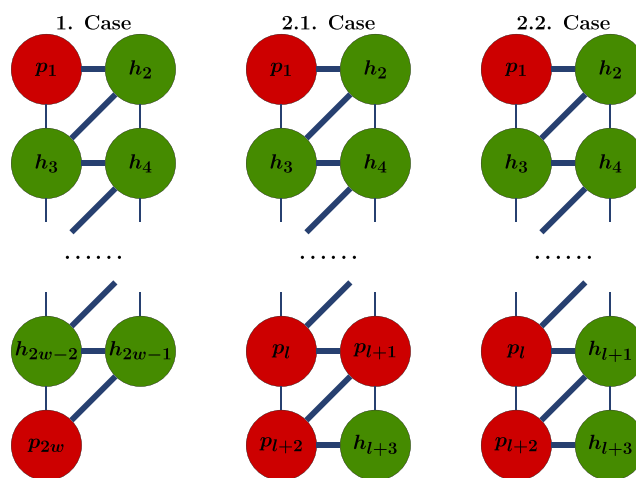 1. Case 2.1. Case 2.2. Case
p₁ h₂ p₁ h₂ p₁ h₂
h₃ h₄ h₃ h₄ h₃ h₄
...... ...... ......
h₂w₋₂ h₂w₋₁ pₗ pₗ₊₁ pₗ hₗ₊₁
p₂w pₗ₊₂ hₗ₊₃ pₗ₊₂ hₗ₊₃